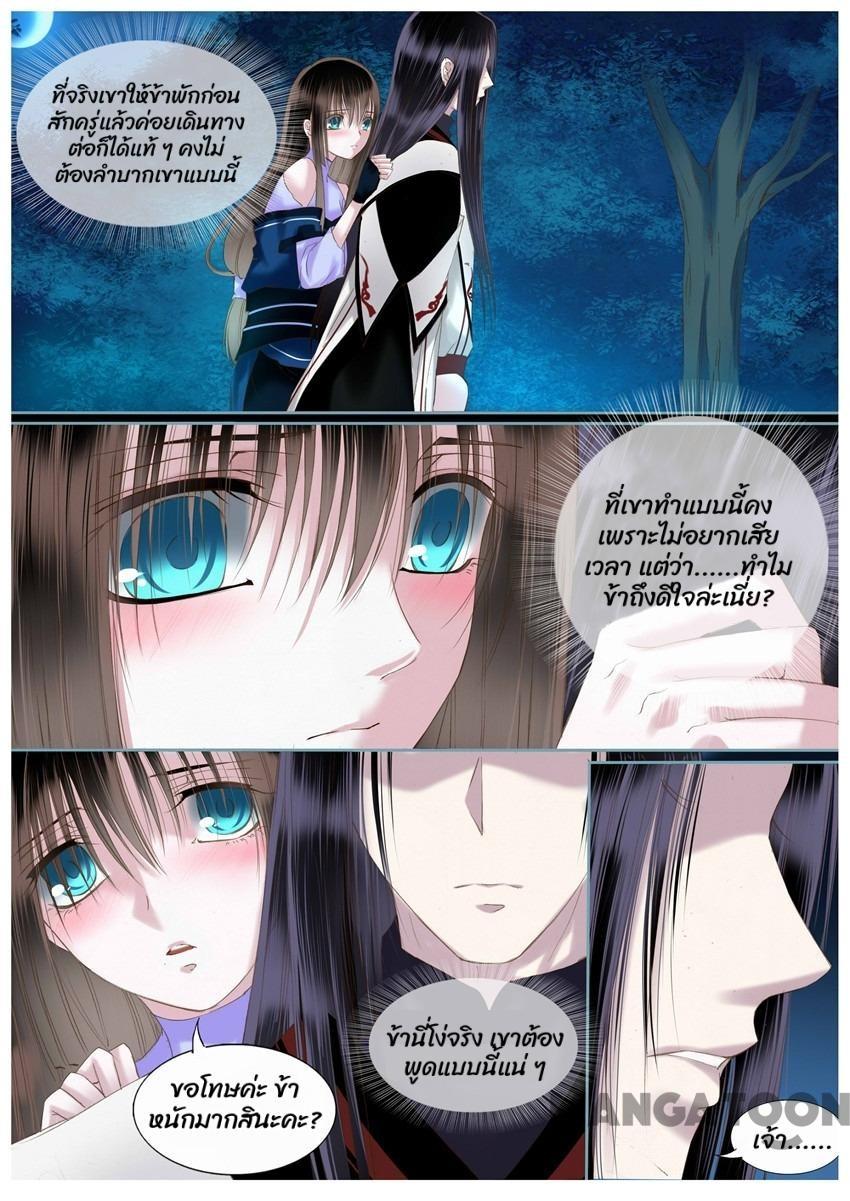 ที่จริงเขาให้ข้าพักก่อน
สักครู่แล้วค่อยเดินทาง
ต่อก็ได้แท้ ๆ คงไม่
ต้องลำบากเขาแบบนี้
ที่เขาทำแบบนี้คง
เพราะไม่อยากเสีย
เวลา แต่ว่า......ทำไม
ข้าถึงดีใจล่ะเนี่ย?
ข้านี่โง่จริง เขาต้อง
พูดแบบนี้แน่ ๆ
ขอโทษค่ะ ข้า
หนักมากสินะคะ?
เจ้า......